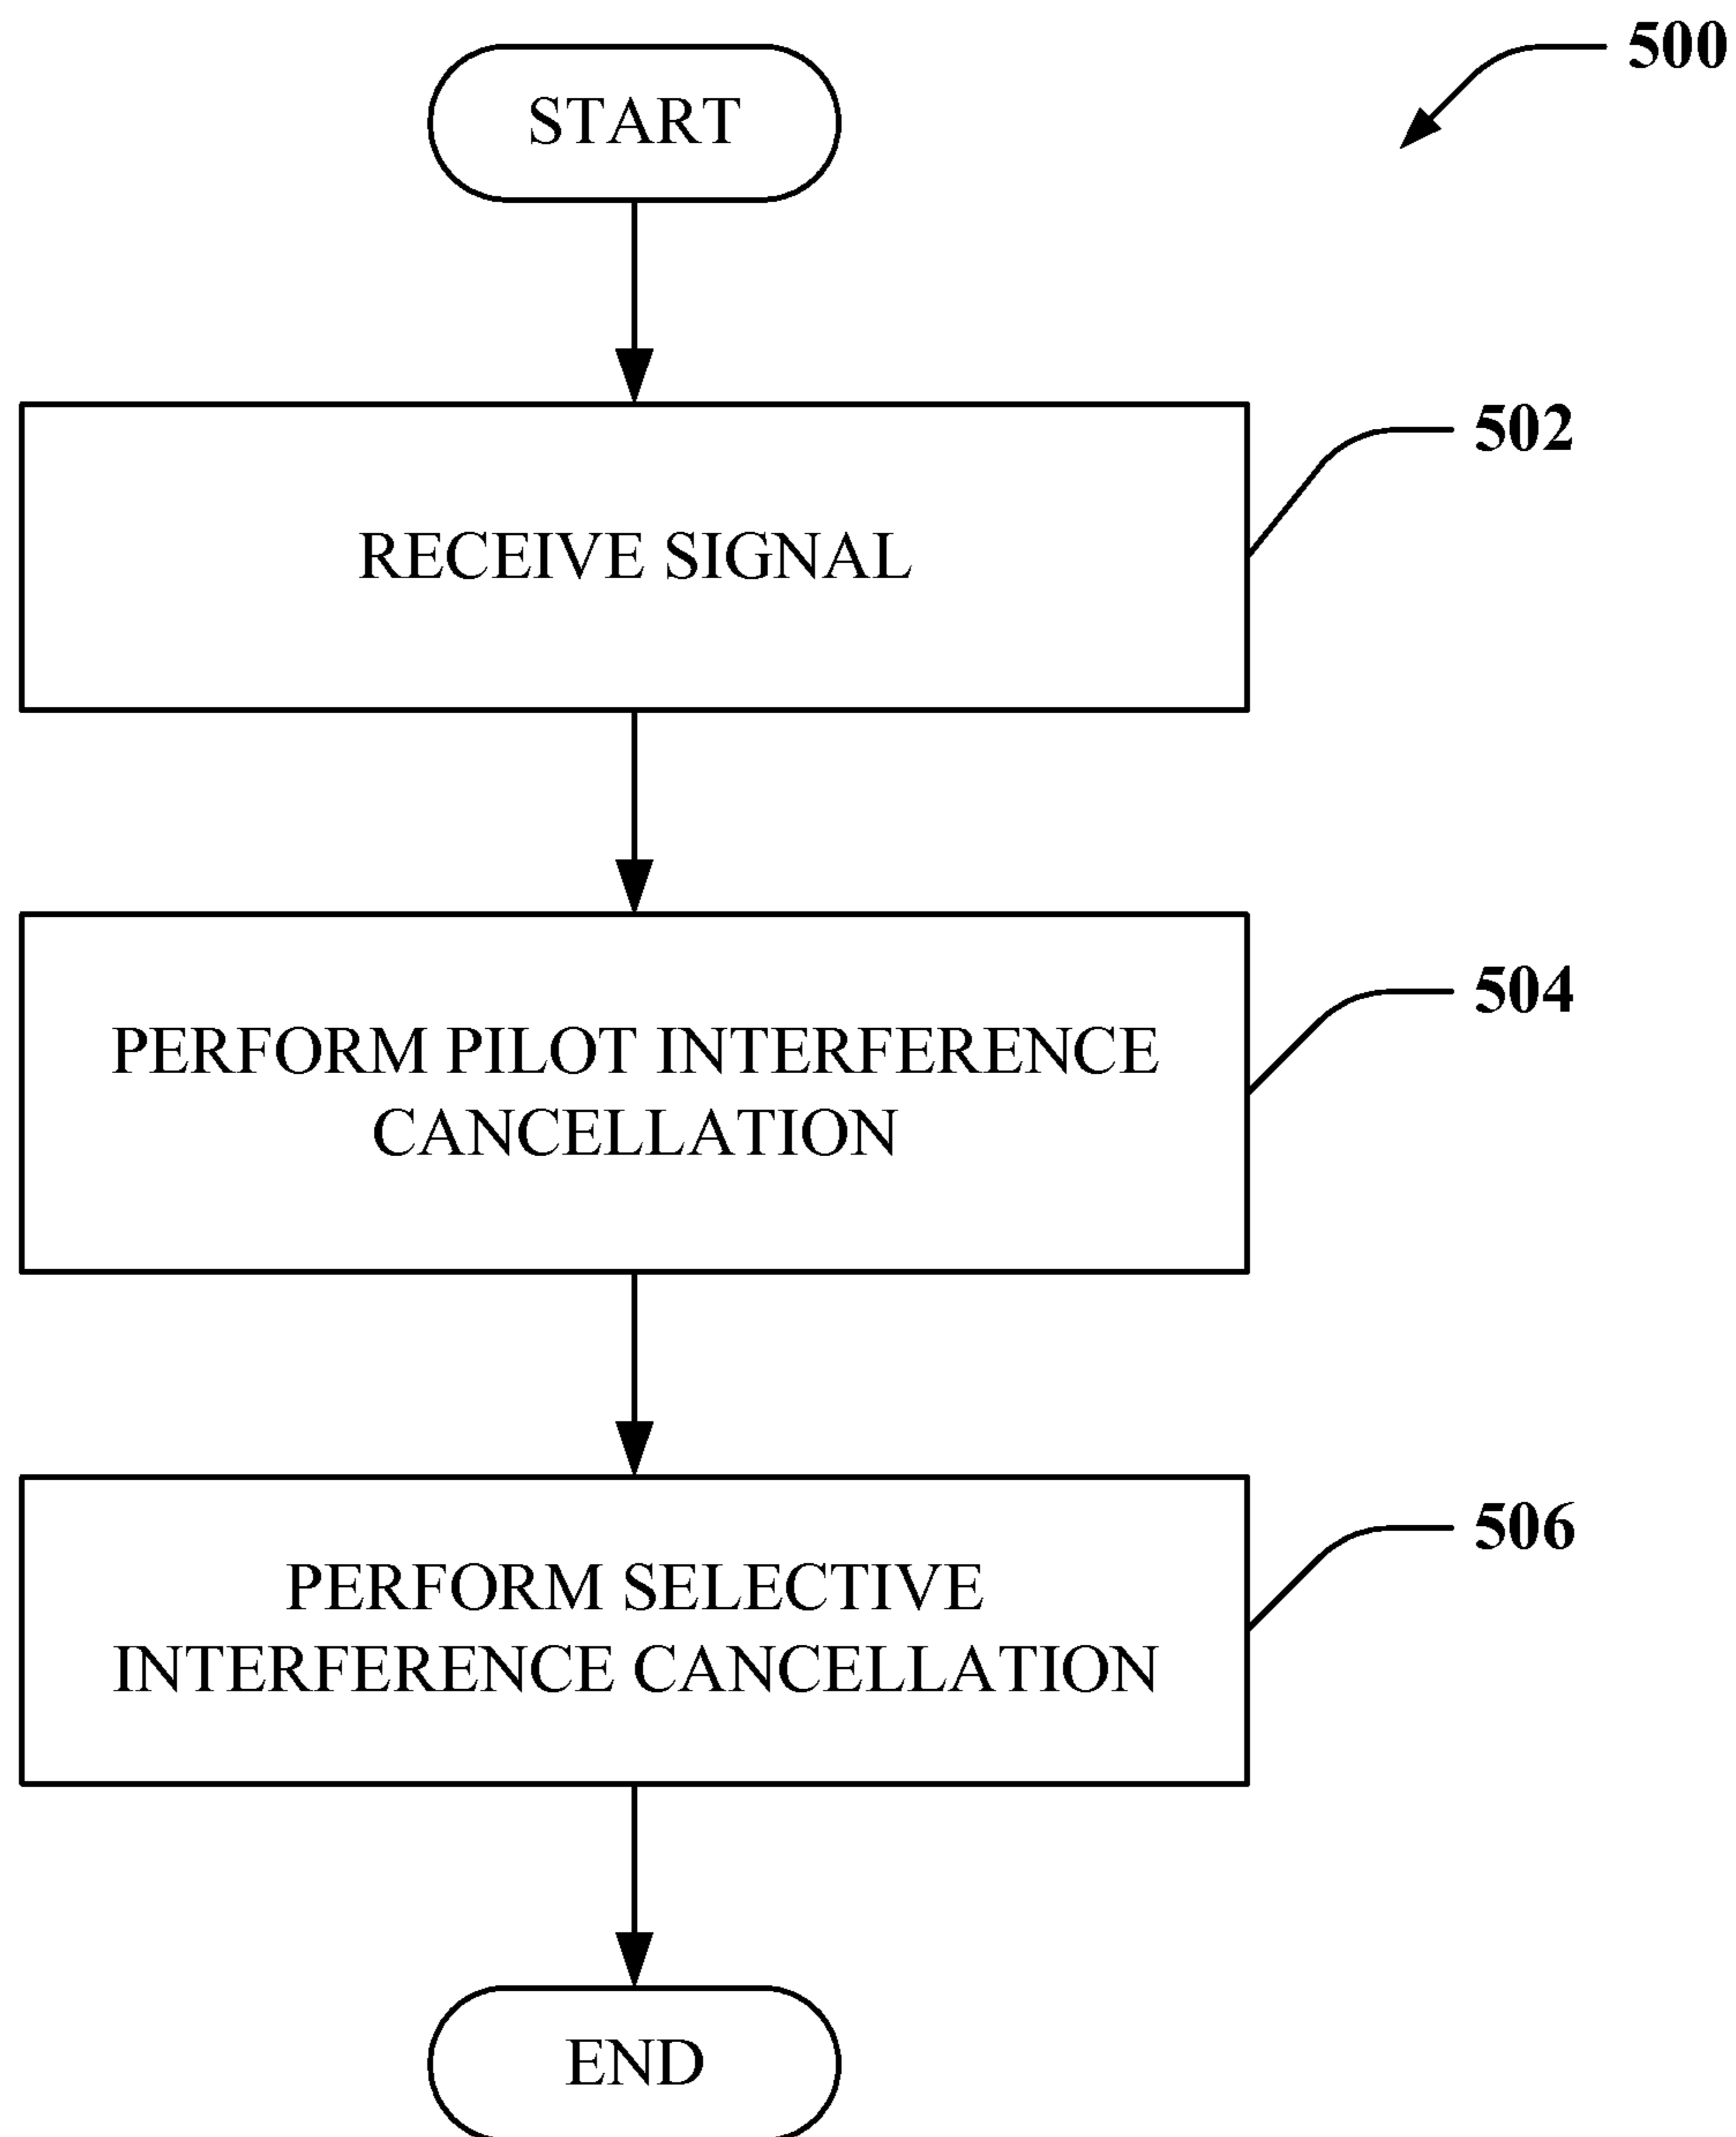 START
500
RECEIVE SIGNAL
502
PERFORM PILOT INTERFERENCE
CANCELLATION
504
PERFORM SELECTIVE
INTERFERENCE CANCELLATION
506
END